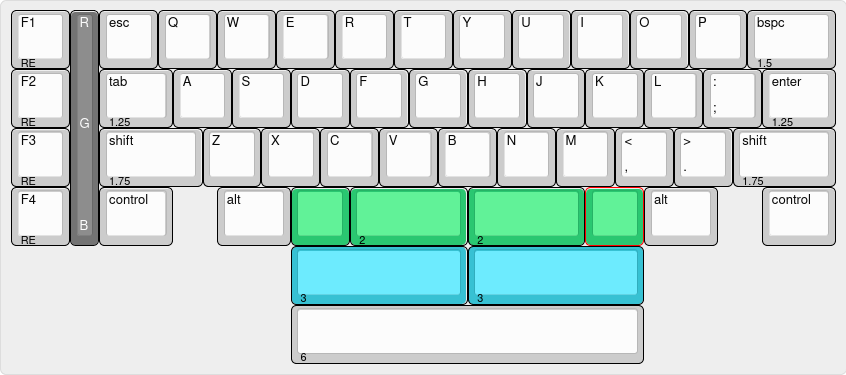 F1 R esc Q W E R T Y U I O P bspc
RE 1.5
F2 tab A S D F G H J K L : enter
G ;
RE 1.25 1.25
F3 shift Z X C V B N M < > shift
, .
RE 1.75 1.75
F4 control alt alt control
B
RE 2 2
3 3
6